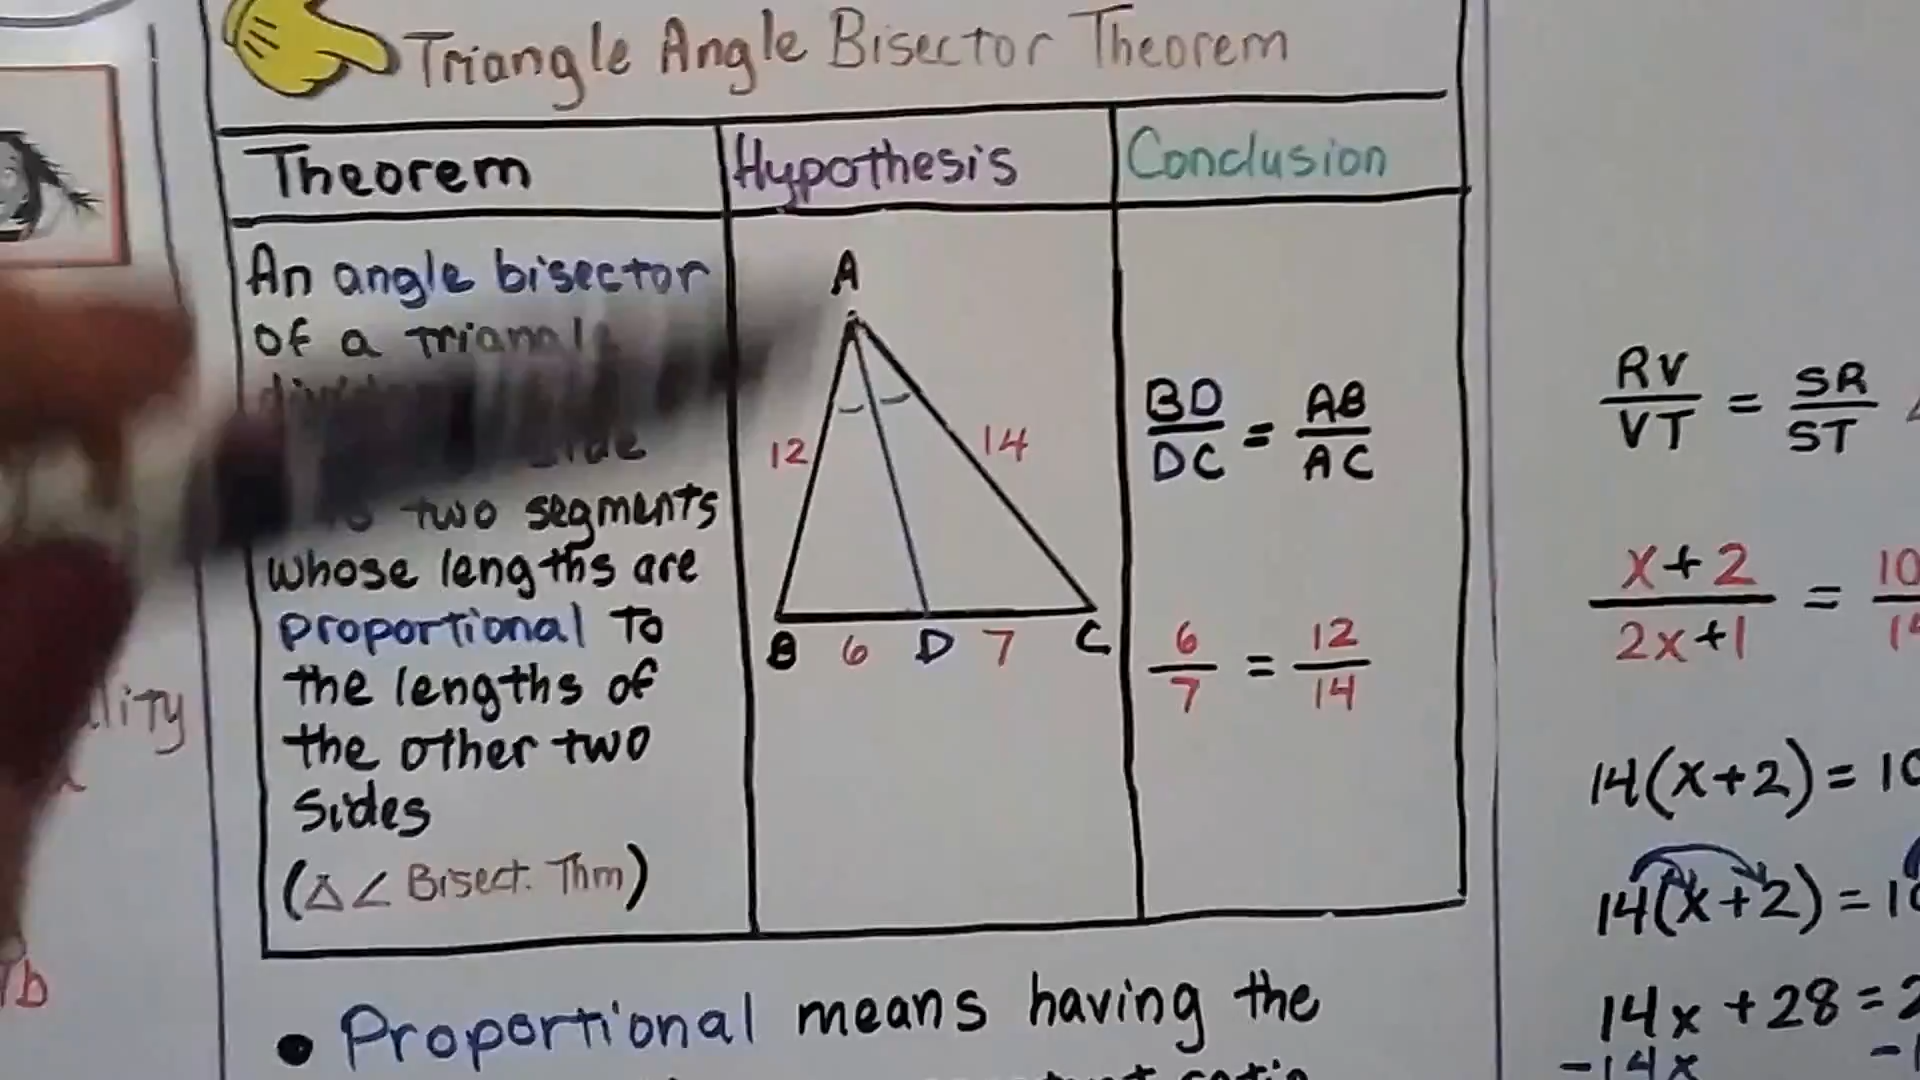 Triangle Angle Bisector Theorem
Theorem
Hypothesis
Conclusion
An angle bisector
of a triangle
two segments
whose lengths are
proportional to
the lengths of
the other two
sides
(△∠ Bisect. Thm)
A
12
14
B 6 D 7 C
BD/DC = AB/AC
6/7 = 12/14
• Proportional means having the
RV/VT = SR/ST
x+2/2x+1 =
14(x+2) =
14(x+2) =
14x +28 =
-14x